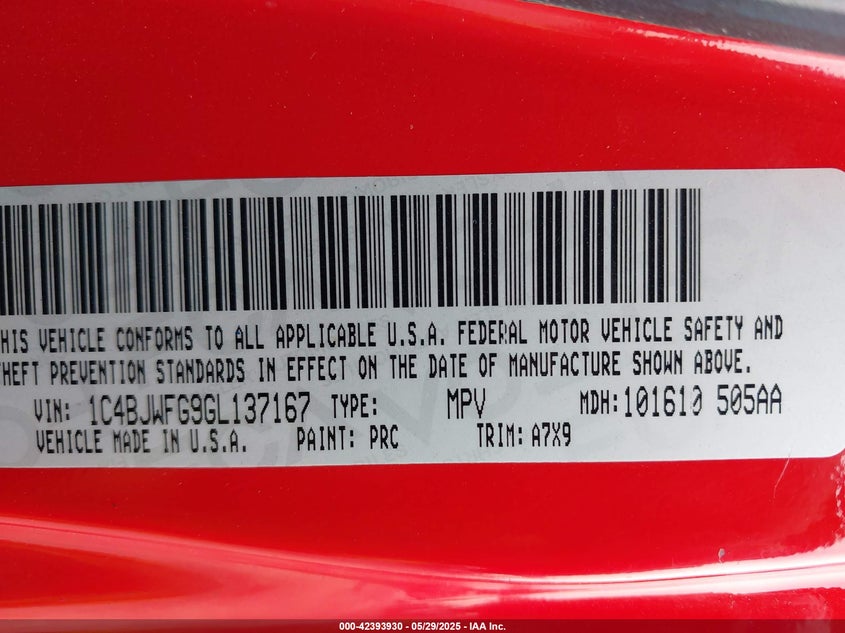 HIS VEHICLE CONFORMS TO ALL APPLICABLE U.S.A. FEDERAL MOTOR VEHICLE SAFETY AND
THEFT PREVENTION STANDARDS IN EFFECT ON THE DATE OF MANUFACTURE SHOWN ABOVE.
VIN: 1C4BJWFG9GL137167 TYPE: MPV MDH: 101610 505AA
VEHICLE MADE IN U.S.A. PAINT: PRC TRIM: A7X9
000-42393930 - 05/29/2025 - IAA Inc.